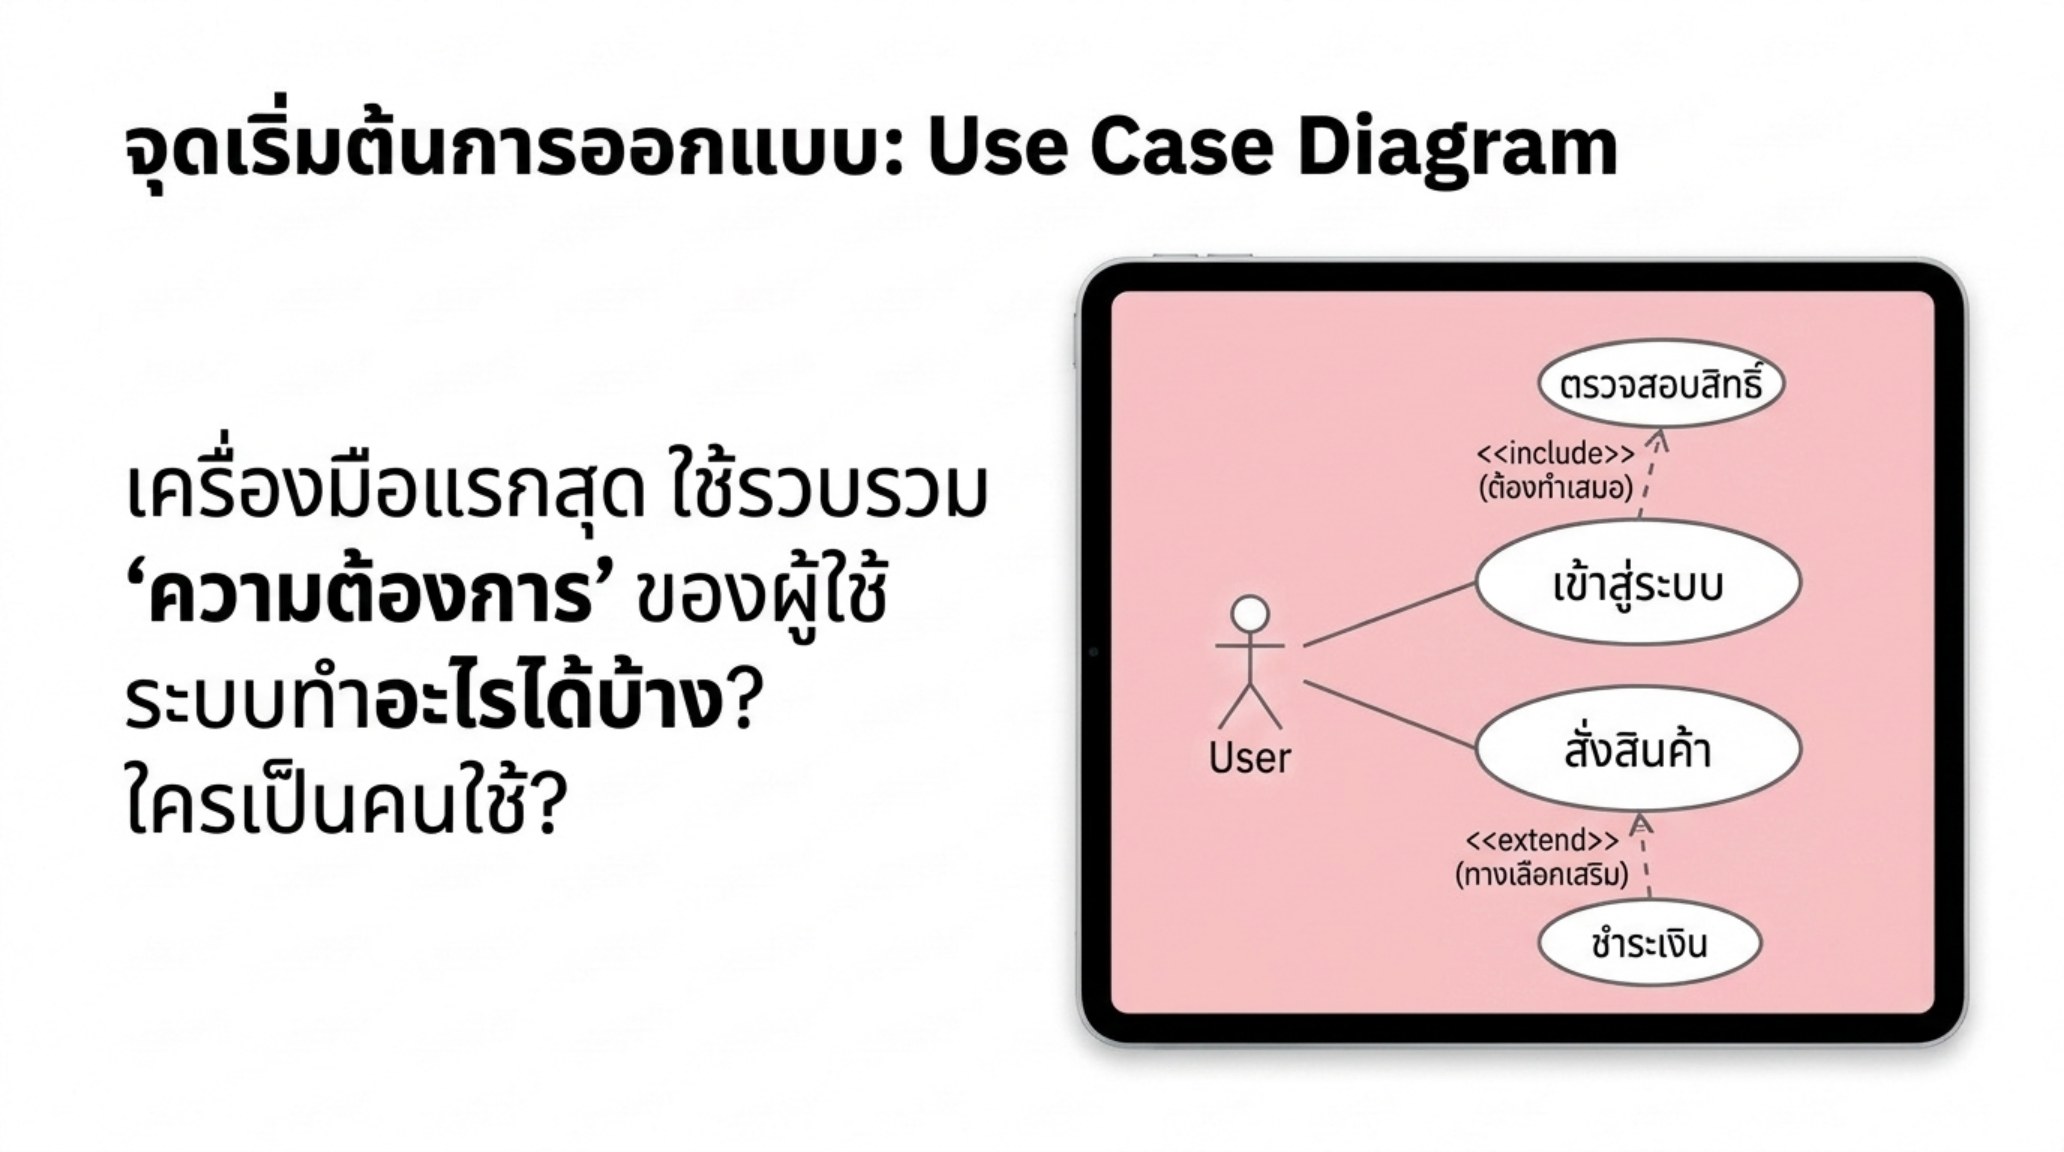 จุดเริ่มต้นการออกแบบ: Use Case Diagram
เครื่องมือแรกสุด ใช้รวบรวม
‘ความต้องการ’ ของผู้ใช้
ระบบทำอะไรได้บ้าง?
ใครเป็นคนใช้?
ตรวจสอบสิทธิ์
<<include>>
(ต้องทำเสมอ)
เข้าสู่ระบบ
User
สั่งสินค้า
<<extend>>
(ทางเลือกเสริม)
ชำระเงิน